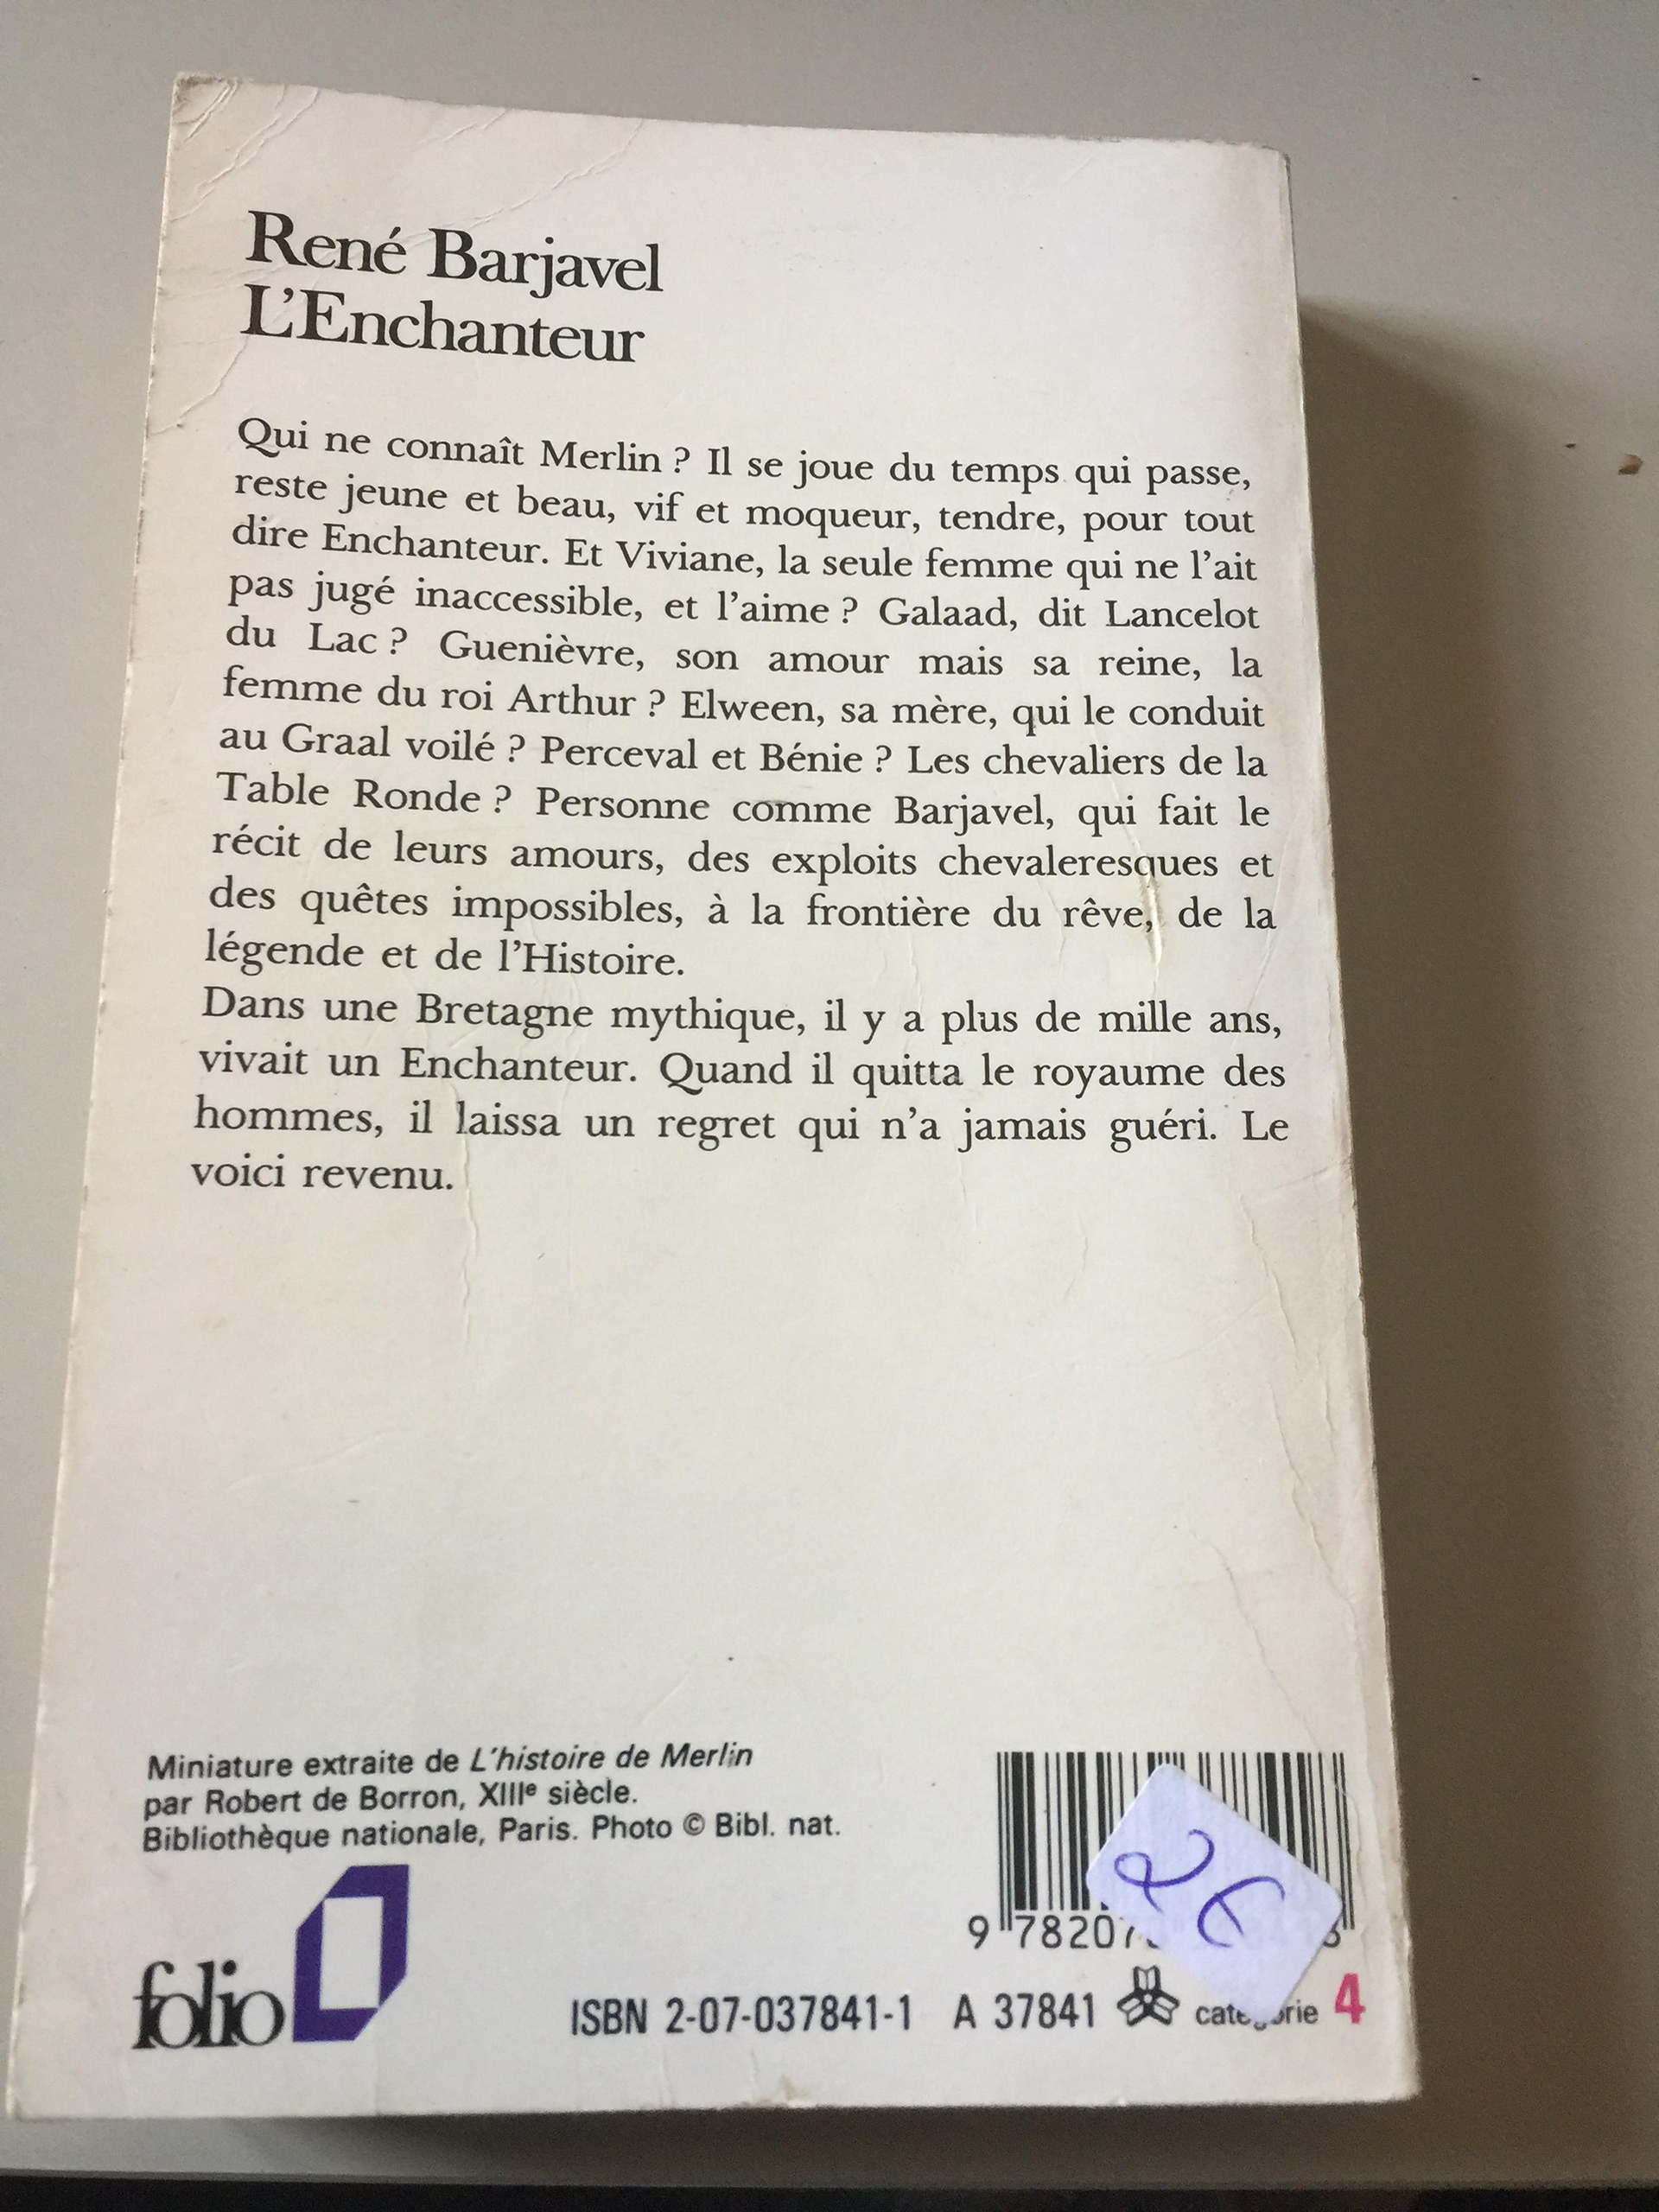 René Barjavel
L'Enchanteur
Qui ne connaît Merlin ? Il se joue du temps qui passe,
reste jeune et beau, vif et moqueur, tendre, pour tout
dire Enchanteur. Et Viviane, la seule femme qui ne l'ait
pas jugé inaccessible, et l'aime ? Galaad, dit Lancelot
du Lac ? Guenièvre, son amour mais sa reine, la
femme du roi Arthur ? Elween, sa mère, qui le conduit
au Graal voilé ? Perceval et Bénie ? Les chevaliers de la
Table Ronde ? Personne comme Barjavel, qui fait le
récit de leurs amours, des exploits chevaleresques et
des quêtes impossibles, à la frontière du rêve, de la
légende et de l'Histoire.
Dans une Bretagne mythique, il y a plus de mille ans,
vivait un Enchanteur. Quand il quitta le royaume des
hommes, il laissa un regret qui n'a jamais guéri. Le
voici revenu.
Miniature extraite de L'histoire de Merlin
par Robert de Borron, XIIIe siècle.
Bibliothèque nationale, Paris. Photo © Bibl. nat.
2€
9 78207
folio
ISBN 2-07-037841-1 A 37841 catégorie 4